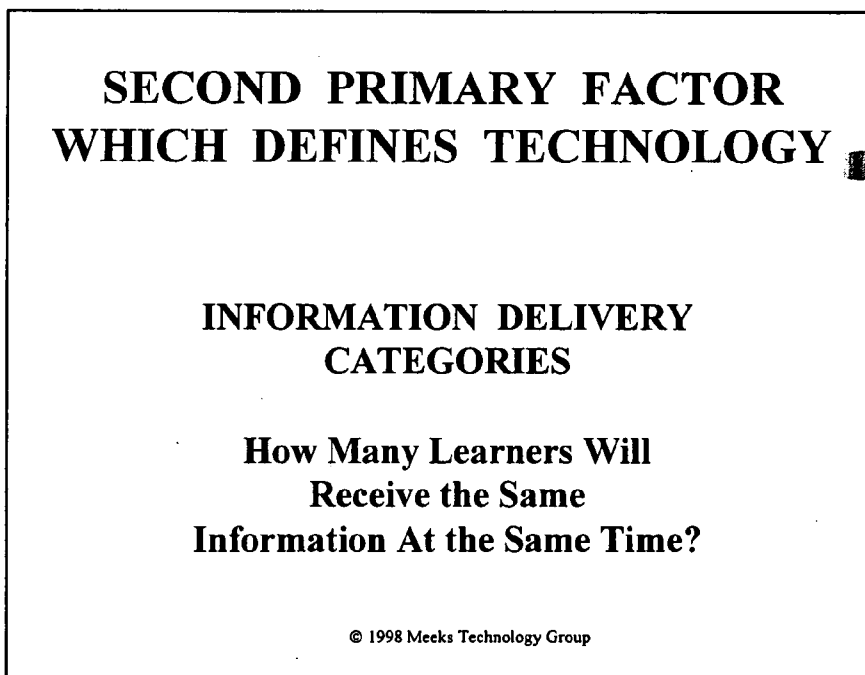 SECOND PRIMARY FACTOR
WHICH DEFINES TECHNOLOGY
INFORMATION DELIVERY
CATEGORIES
How Many Learners Will
Receive the Same
Information At the Same Time?
© 1998 Meeks Technology Group